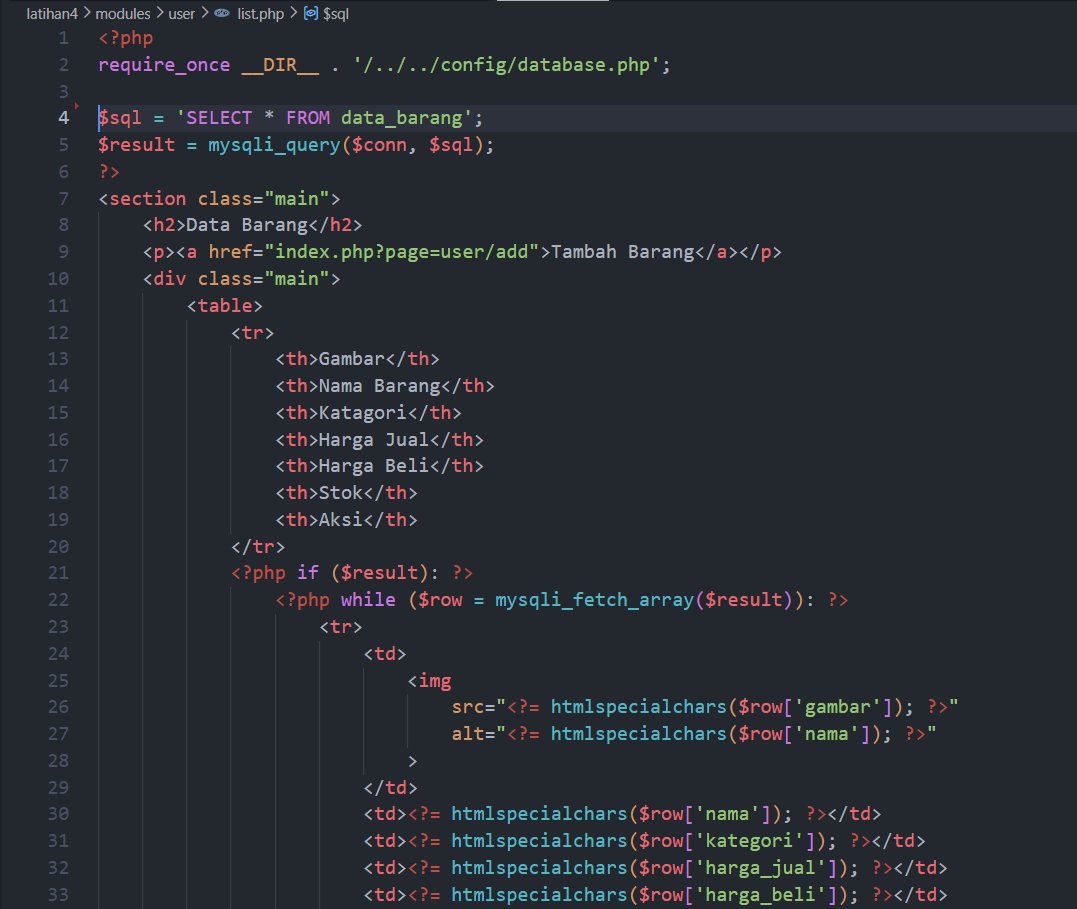 latihan4 > modules > user > list.php > $sql
1 <?php
2 require_once __DIR__ . '/../../config/database.php';
3
4 $sql = 'SELECT * FROM data_barang';
5 $result = mysqli_query($conn, $sql);
6 ?>
7 <section class="main">
8 <h2>Data Barang</h2>
9 <p><a href="index.php?page=user/add">Tambah Barang</a></p>
10 <div class="main">
11 <table>
12 <tr>
13 <th>Gambar</th>
14 <th>Nama Barang</th>
15 <th>Katagori</th>
16 <th>Harga Jual</th>
17 <th>Harga Beli</th>
18 <th>Stok</th>
19 <th>Aksi</th>
20 </tr>
21 <?php if ($result): ?>
22 <?php while ($row = mysqli_fetch_array($result)): ?>
23 <tr>
24 <td>
25 <img
26 src="<?= htmlspecialchars($row['gambar']); ?>"
27 alt="<?= htmlspecialchars($row['nama']); ?>"
28 >
29 </td>
30 <td><?= htmlspecialchars($row['nama']); ?></td>
31 <td><?= htmlspecialchars($row['kategori']); ?></td>
32 <td><?= htmlspecialchars($row['harga_jual']); ?></td>
33 <td><?= htmlspecialchars($row['harga_beli']); ?></td>